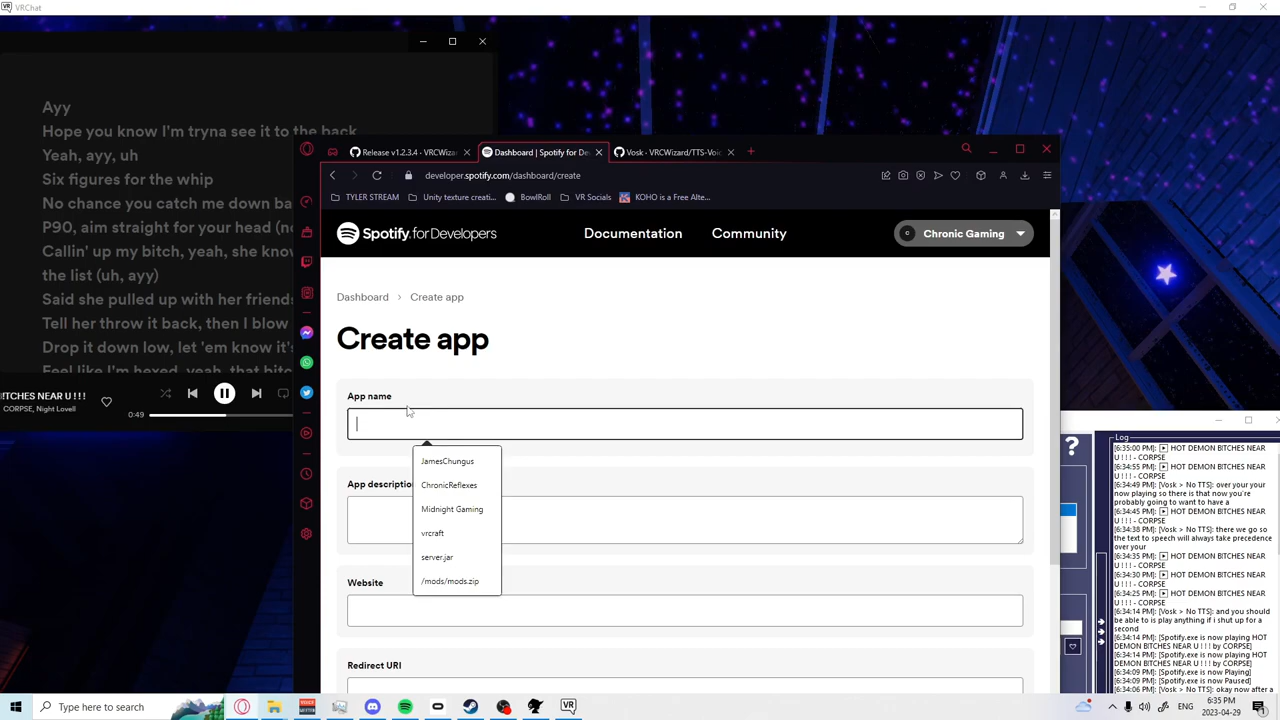 VRChat
Ayy
Hope you know I'm tryna see it to the back
Yeah, ayy, uh
Six figures for the whip
No chance you catch me down ba
P90, aim straight for your head (no
Callin' up my bitch, yeah, she kno
the list (uh, ayy)
Said she pulled up with her friends
Tell her throw it back, then I blow
Drop it down low, let 'em know it's
Feel like I'm hexed, yeah, that bitc
!TCHES NEAR U ! ! !
CORPSE, Night Lovell
0:49
Release v1.2.3.4 - VRCWizar
Dashboard | Spotify for De
Vosk - VRCWizard/TTS-Voic
developer.spotify.com/dashboard/create
TYLER STREAM
Unity texture creati...
BowlRoll
VR Socials
KOHO is a Free Alte...
Spotify for Developers
Documentation
Community
C
Chronic Gaming
Dashboard › Create app
Create app
App name
JamesChungus
ChronicReflexes
Midnight Gaming
vrcraft
server.jar
/mods/mods.zip
App description
Website
Redirect URI
?
Log
[6:35:00 PM]: HOT DEMON BITCHES NEAR
U ! ! ! - CORPSE
[6:34:55 PM]: HOT DEMON BITCHES NEAR
U ! ! ! - CORPSE
[6:34:49 PM]: [Vosk > No TTS]: over your your
now playing so there is that now you're
probably going to want to have a
[6:34:45 PM]: HOT DEMON BITCHES NEAR
U ! ! ! - CORPSE
[6:34:38 PM]: [Vosk > No TTS]: there we go so
the text to speech will always take precedence
over your
[6:34:35 PM]: HOT DEMON BITCHES NEAR
U ! ! ! - CORPSE
[6:34:30 PM]: HOT DEMON BITCHES NEAR
U ! ! ! - CORPSE
[6:34:25 PM]: HOT DEMON BITCHES NEAR
U ! ! ! - CORPSE
[6:34:14 PM]: [Vosk > No TTS]: and you should
be able to is play anything if i shut up for a
second
[6:34:14 PM]: [Spotify.exe is now playing HOT
DEMON BITCHES NEAR U ! ! ! by CORPSE]
[6:34:14 PM]: [Spotify.exe is now playing HOT
DEMON BITCHES NEAR U ! ! ! by CORPSE]
[6:34:09 PM]: [Spotify.exe is now Playing]
[6:34:09 PM]: [Spotify.exe is now Paused]
[6:34:06 PM]: [Vosk > No TTS]: okay now after a
Type here to search
VR
ENG
6:35 PM
2023-04-29